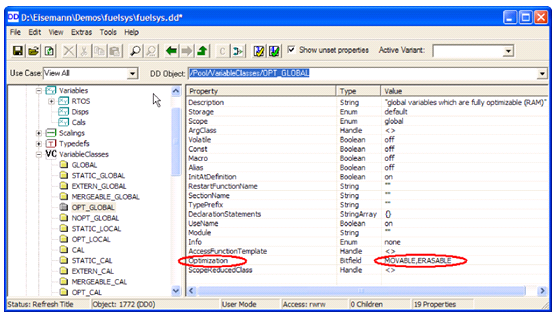 DD D:\Eisemann\Demos\fuelsys\fuelsys.dd*
File Edit View Extras Tools Help
Show unset properties Active Variant:
Use Case: View All DD Object: /Pool/VariableClasses/OPT_GLOBAL
Variables
RTOS
Disps
Cals
Scalings
Typedefs
VC VariableClasses
GLOBAL
STATIC_GLOBAL
EXTERN_GLOBAL
MERGEABLE_GLOBAL
OPT_GLOBAL
NOPT_GLOBAL
STATIC_LOCAL
OPT_LOCAL
CAL
STATIC_CAL
EXTERN_CAL
MERGEABLE_CAL
OPT_CAL
Property Type Value
Description String "global variables which are fully optimizable (RAM)"
Storage Enum default
Scope Enum global
ArgClass Handle <>
Volatile Boolean off
Const Boolean off
Macro Boolean off
Alias Boolean off
InitAtDefinition Boolean on
RestartFunctionName String ""
SectionName String ""
TypePrefix String ""
DeclarationStatements StringArray {}
UseName Boolean on
Module String ""
Info Enum none
AccessFunctionTemplate Handle <>
Optimization Bitfield MOVABLE,ERASABLE
ScopeReducedClass Handle <>
Status: Refresh Title Object: 1772 (DD0) User Mode Access: rwrw 0 Children 19 Properties